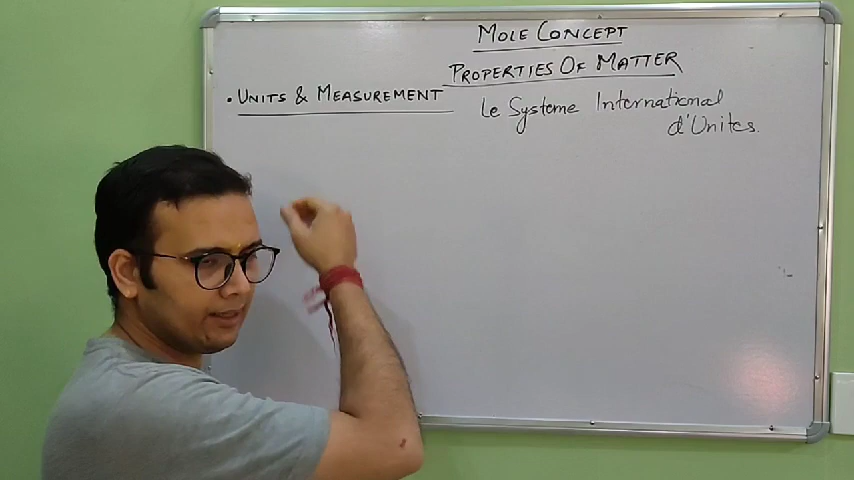 MOLE CONCEPT
PROPERTIES OF MATTER
• UNITS & MEASUREMENT
Le Systeme International
d'Unites.